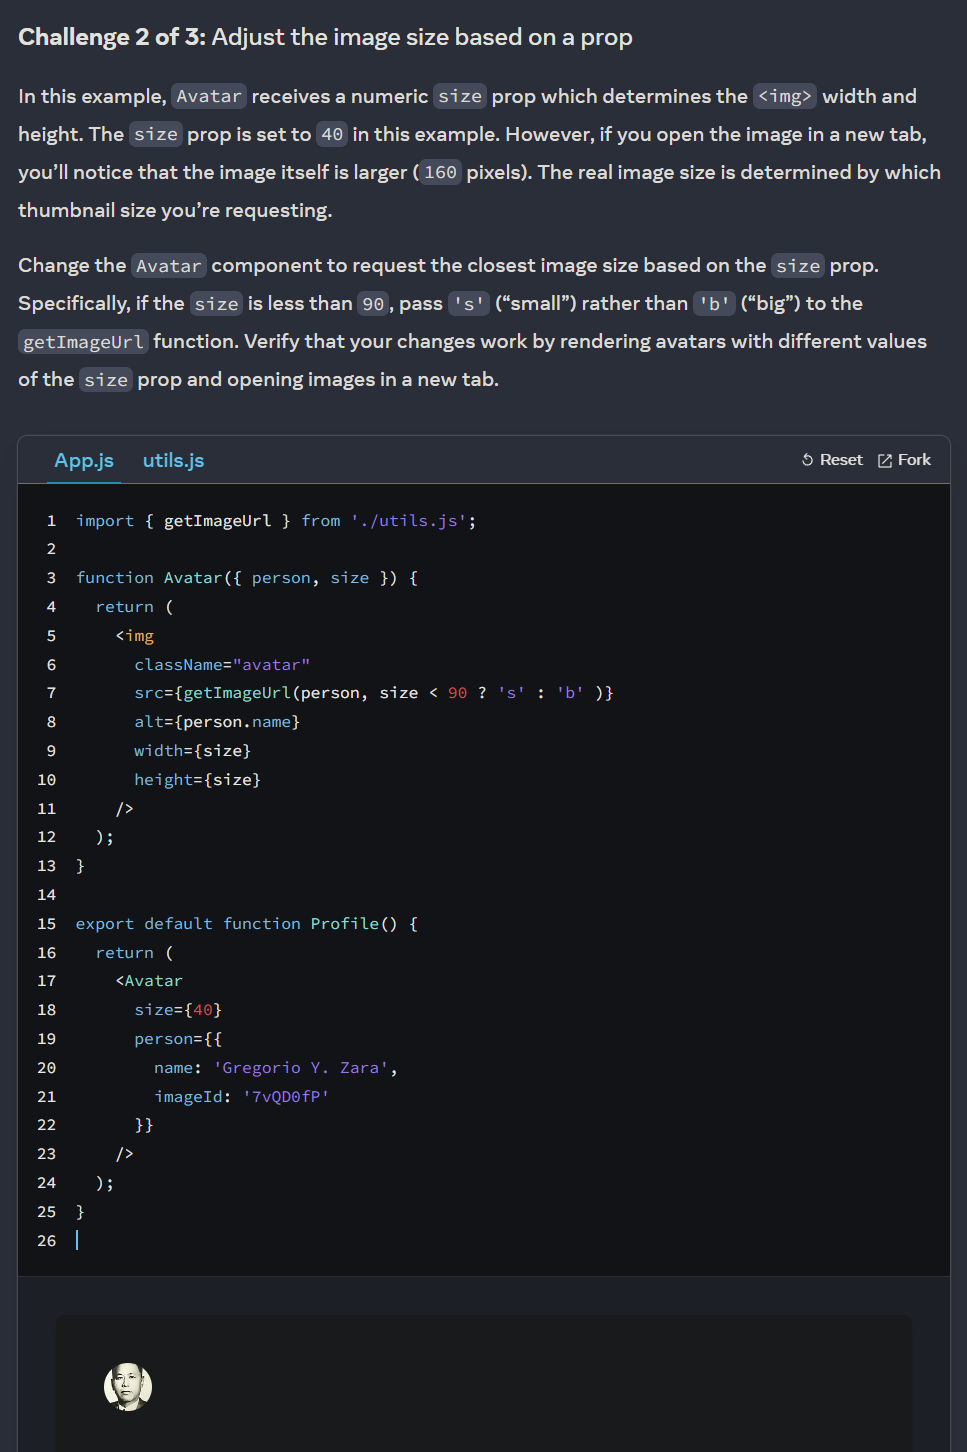 Challenge 2 of 3: Adjust the image size based on a prop
In this example, Avatar receives a numeric size prop which determines the <img> width and
height. The size prop is set to 40 in this example. However, if you open the image in a new tab,
you’ll notice that the image itself is larger (160 pixels). The real image size is determined by which
thumbnail size you’re requesting.
Change the Avatar component to request the closest image size based on the size prop.
Specifically, if the size is less than 90, pass 's' (“small”) rather than 'b' (“big”) to the
getImageUrl function. Verify that your changes work by rendering avatars with different values
of the size prop and opening images in a new tab.
App.js utils.js Reset Fork
1 import { getImageUrl } from './utils.js';
2
3 function Avatar({ person, size }) {
4   return (
5     <img
6       className="avatar"
7       src={getImageUrl(person, size < 90 ? 's' : 'b' )}
8       alt={person.name}
9       width={size}
10       height={size}
11     />
12   );
13 }
14
15 export default function Profile() {
16   return (
17     <Avatar
18       size={40}
19       person={{
20         name: 'Gregorio Y. Zara',
21         imageId: '7vQD0fP'
22       }}
23     />
24   );
25 }
26